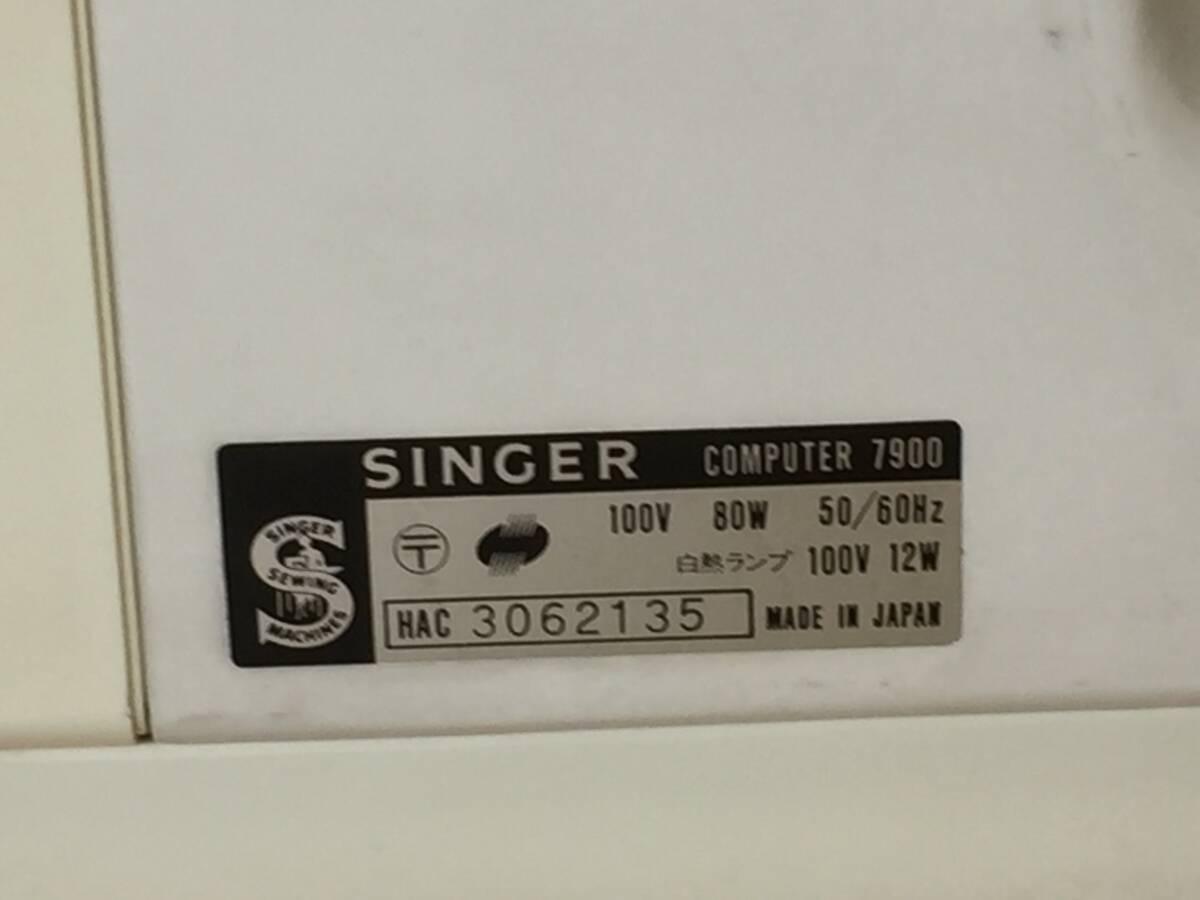 SINGER COMPUTER 7900
100V 80W 50/60Hz
白熱ランプ 100V 12W
HAC 3062135 MADE IN JAPAN
SINGER
SEWING
MACHINES